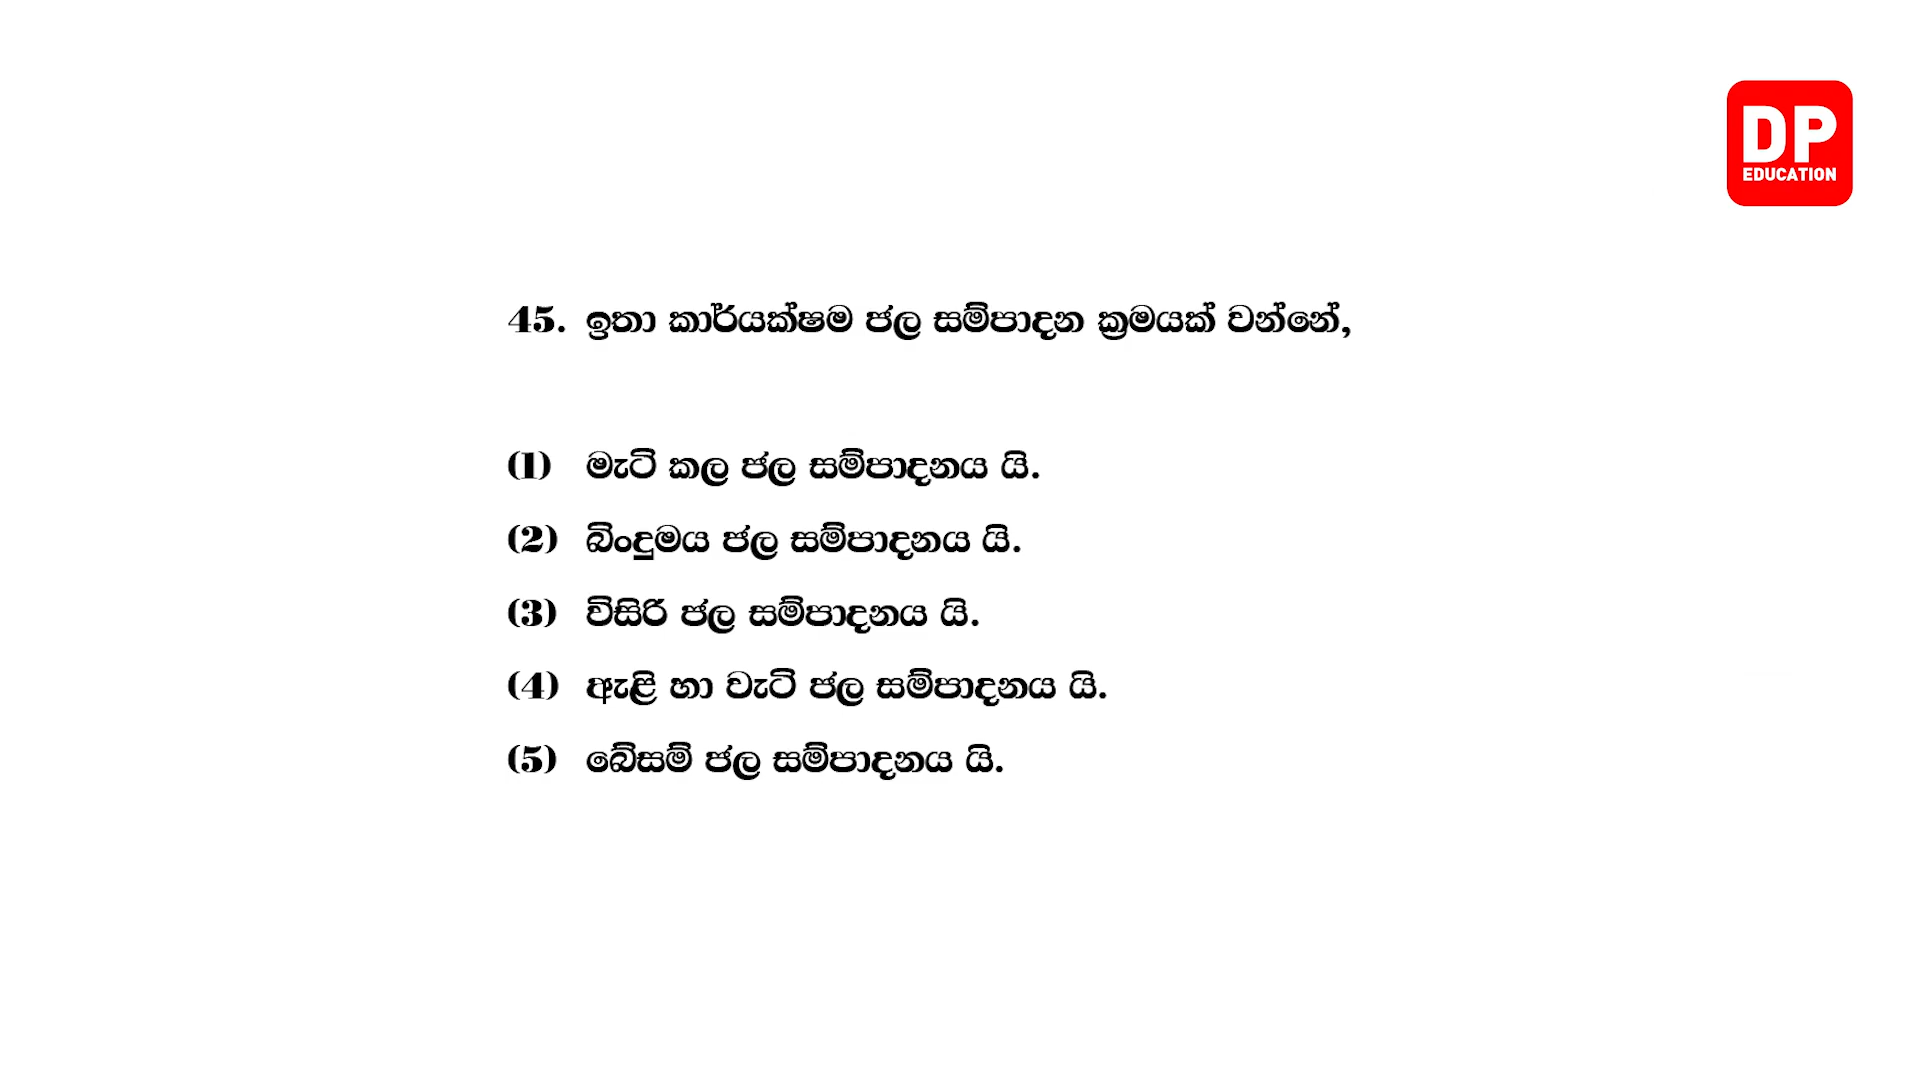 DP
EDUCATION
45. ඉතා කාර්යක්ෂම ජල සම්පාදන ක්‍රමයක් වන්නේ,
(1) මැටි කල ජල සම්පාදනය යි.
(2) බිංදුමය ජල සම්පාදනය යි.
(3) විසිරි ජල සම්පාදනය යි.
(4) ඇළි හා වැටි ජල සම්පාදනය යි.
(5) බේසම් ජල සම්පාදනය යි.